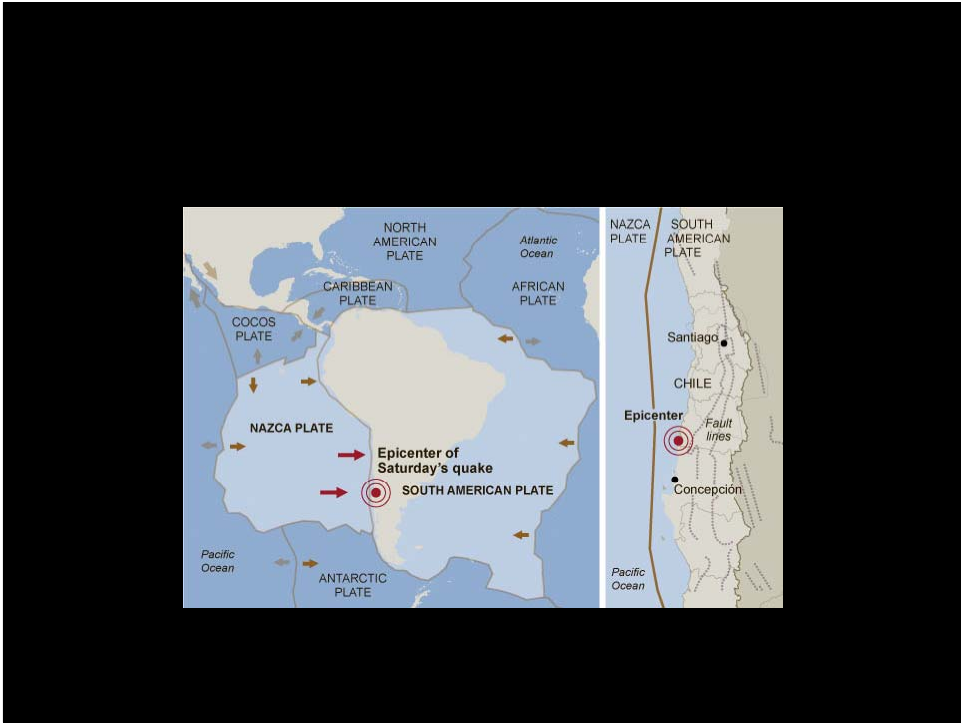 NORTH
AMERICAN
PLATE
Atlantic
Ocean
CARIBBEAN
PLATE
AFRICAN
PLATE
COCOS
PLATE
NAZCA PLATE
Epicenter of
Saturday's quake
SOUTH AMERICAN PLATE
Pacific
Ocean
ANTARCTIC
PLATE
NAZCA
PLATE
SOUTH
AMERICAN
PLATE
Santiago
CHILE
Epicenter
Fault
lines
Concepción
Pacific
Ocean